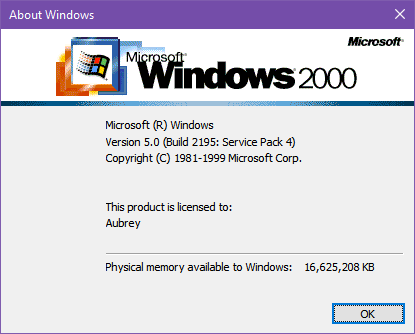 About Windows
Microsoft
Microsoft
Windows 2000
Microsoft (R) Windows
Version 5.0 (Build 2195: Service Pack 4)
Copyright (C) 1981-1999 Microsoft Corp.
This product is licensed to:
Aubrey
Physical memory available to Windows: 16,625,208 KB
OK